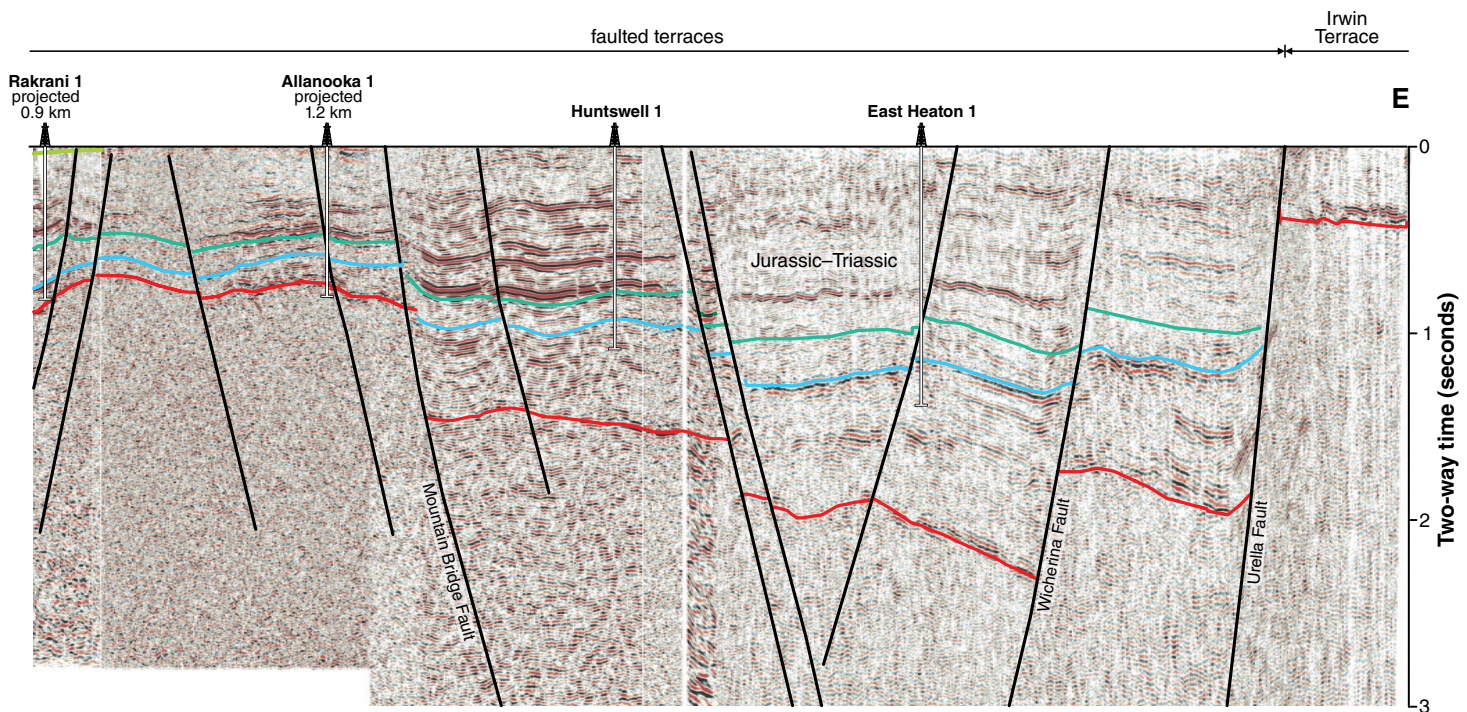 faulted terraces
Irwin
Terrace
Rakrani 1
projected
0.9 km
Allanooka 1
projected
1.2 km
Huntswell 1
East Heaton 1
E
0
Jurassic–Triassic
1
Two-way time (seconds)
Mountain Bridge Fault
Wicherina Fault
Urella Fault
2
3